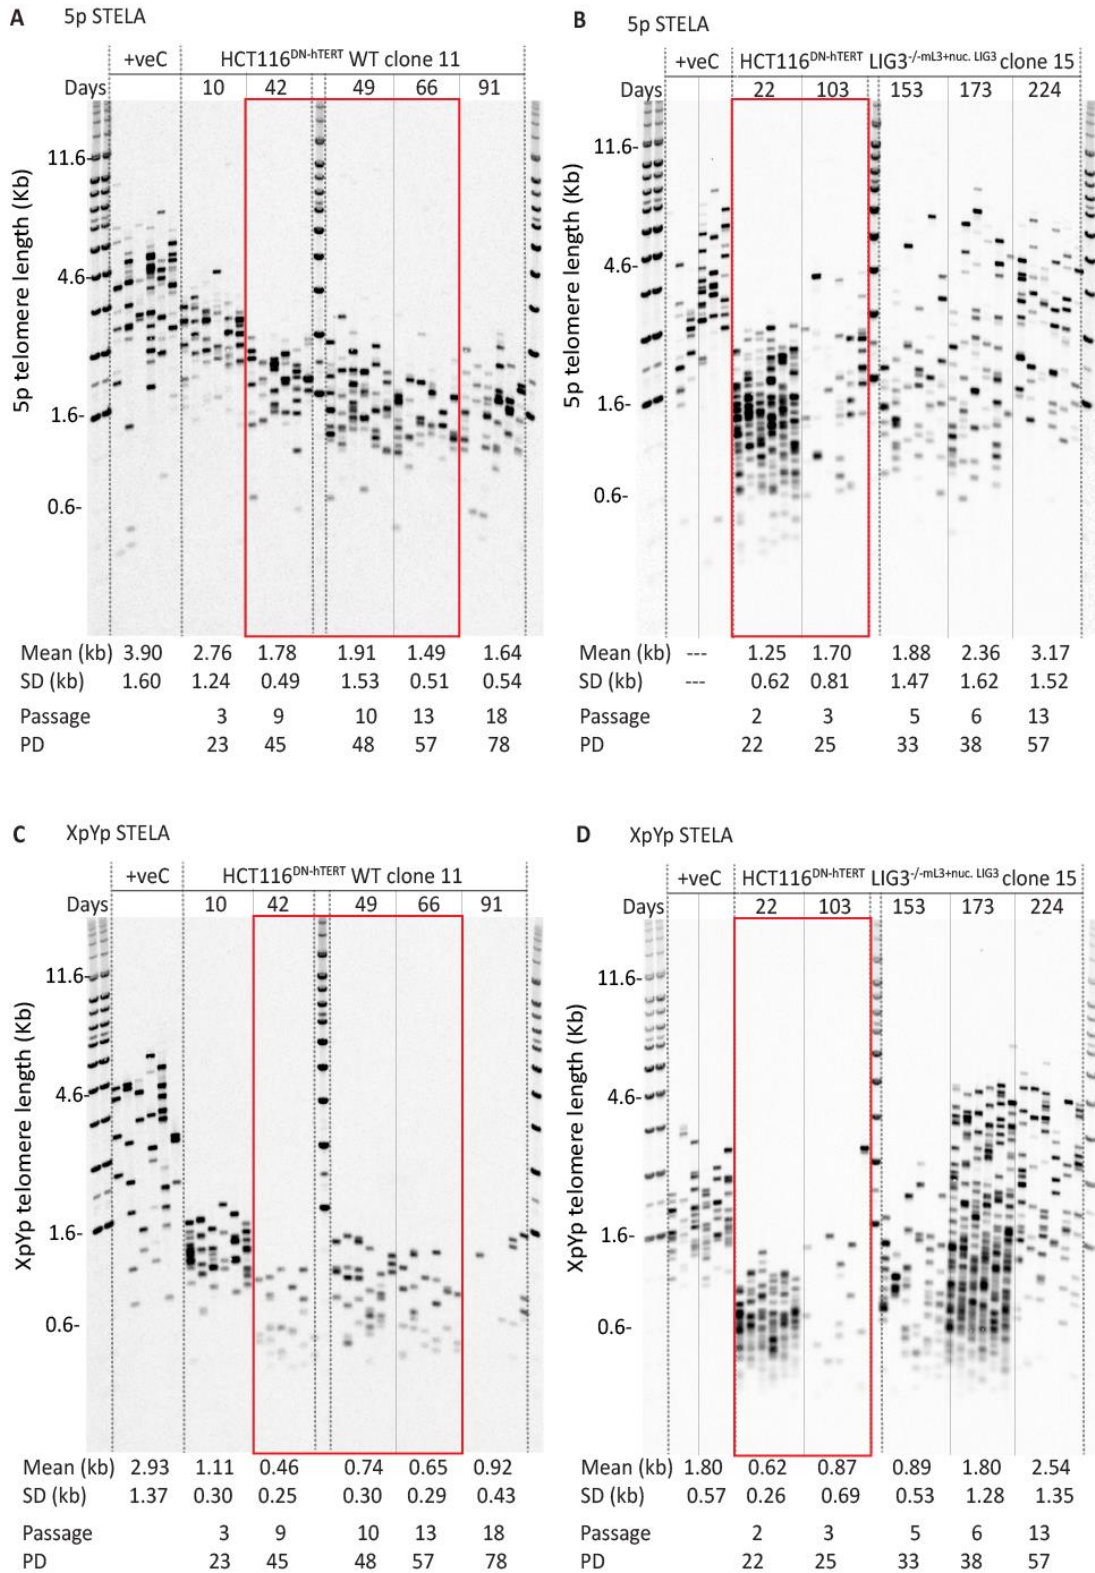 A 5p STELA
+veC HCT116DN-hTERT WT clone 11
Days 10 42 49 66 91
5p telomere length (Kb)
11.6-
4.6-
1.6-
0.6-
Mean (kb) 3.90 2.76 1.78 1.91 1.49 1.64
SD (kb) 1.60 1.24 0.49 1.53 0.51 0.54
Passage 3 9 10 13 18
PD 23 45 48 57 78
B 5p STELA
+veC HCT116DN-hTERT LIG3-/-mL3+nuc. LIG3 clone 15
Days 22 103 153 173 224
5p telomere length (Kb)
11.6-
4.6-
1.6-
0.6-
Mean (kb) --- 1.25 1.70 1.88 2.36 3.17
SD (kb) --- 0.62 0.81 1.47 1.62 1.52
Passage 2 3 5 6 13
PD 22 25 33 38 57
C XpYp STELA
+veC HCT116DN-hTERT WT clone 11
Days 10 42 49 66 91
XpYp telomere length (Kb)
11.6-
4.6-
1.6-
0.6-
Mean (kb) 2.93 1.11 0.46 0.74 0.65 0.92
SD (kb) 1.37 0.30 0.25 0.30 0.29 0.43
Passage 3 9 10 13 18
PD 23 45 48 57 78
D XpYp STELA
+veC HCT116DN-hTERT LIG3-/-mL3+nuc. LIG3 clone 15
Days 22 103 153 173 224
XpYp telomere length (Kb)
11.6-
4.6-
1.6-
0.6-
Mean (kb) 1.80 0.62 0.87 0.89 1.80 2.54
SD (kb) 0.57 0.26 0.69 0.53 1.28 1.35
Passage 2 3 5 6 13
PD 22 25 33 38 57